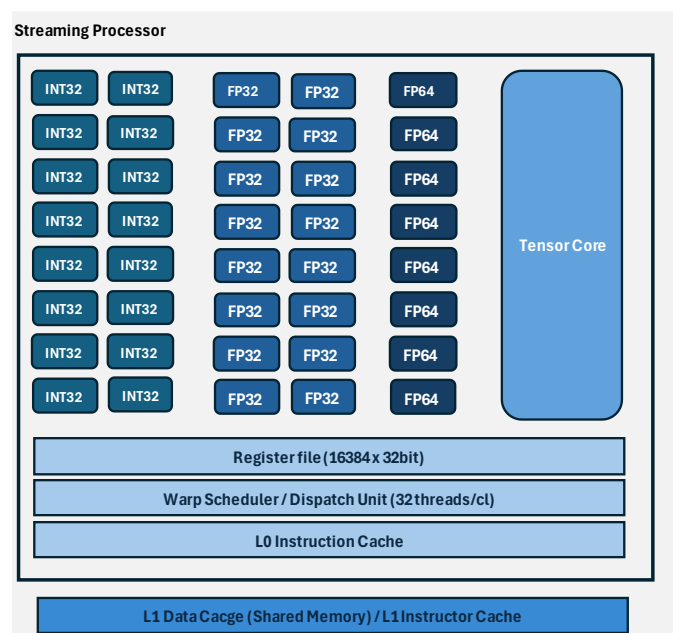 Streaming Processor
INT32 INT32 FP32 FP32 FP64
INT32 INT32 FP32 FP32 FP64
INT32 INT32 FP32 FP32 FP64
INT32 INT32 FP32 FP32 FP64
Tensor Core
INT32 INT32 FP32 FP32 FP64
INT32 INT32 FP32 FP32 FP64
INT32 INT32 FP32 FP32 FP64
INT32 INT32 FP32 FP32 FP64
Register file (16384 x 32bit)
Warp Scheduler / Dispatch Unit (32 threads/cl)
L0 Instruction Cache
L1 Data Cacge (Shared Memory) / L1 Instructor Cache